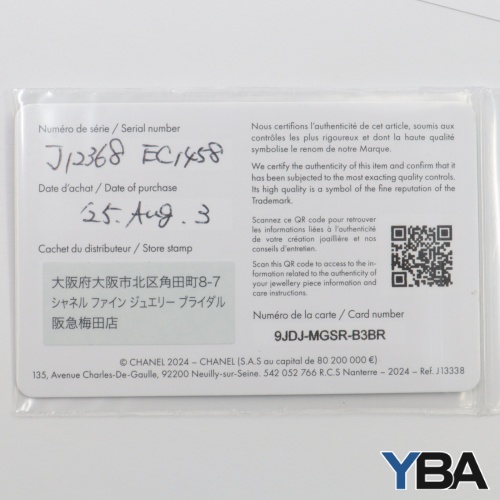 Numéro de série / Serial number
J12368 EC1458
Date d'achat / Date of purchase
'25. Aug. 3
Cachet du distributeur / Store stamp
大阪府大阪市北区角田町8-7
シャネル ファイン ジュエリー ブライダル
阪急梅田店
Nous certifions l'authenticité de cet article, soumis aux
contrôles les plus rigoureux et dont la haute qualité
symbolise le renom de notre Marque.
We certify the authenticity of this item and confirm that it
has been subjected to the most exacting quality controls.
Its high quality is a symbol of the fine reputation of the
Trademark.
Scannez ce QR code pour retrouver
les informations liées à l'authenticité
de votre création joaillière et nos
conseils d'entretien.
Scan this QR code to access to the in-
formation related to the authenticity of
your jewellery piece information and
care instructions.
Numéro de la carte / Card number
9JDJ-MGSR-B3BR
© CHANEL 2024 – CHANEL (S.A.S au capital de 80 200 000 €)
135, Avenue Charles-De-Gaulle, 92200 Neuilly-sur-Seine. 542 052 766 R.C.S Nanterre – 2024 – Ref. J13338
YBA